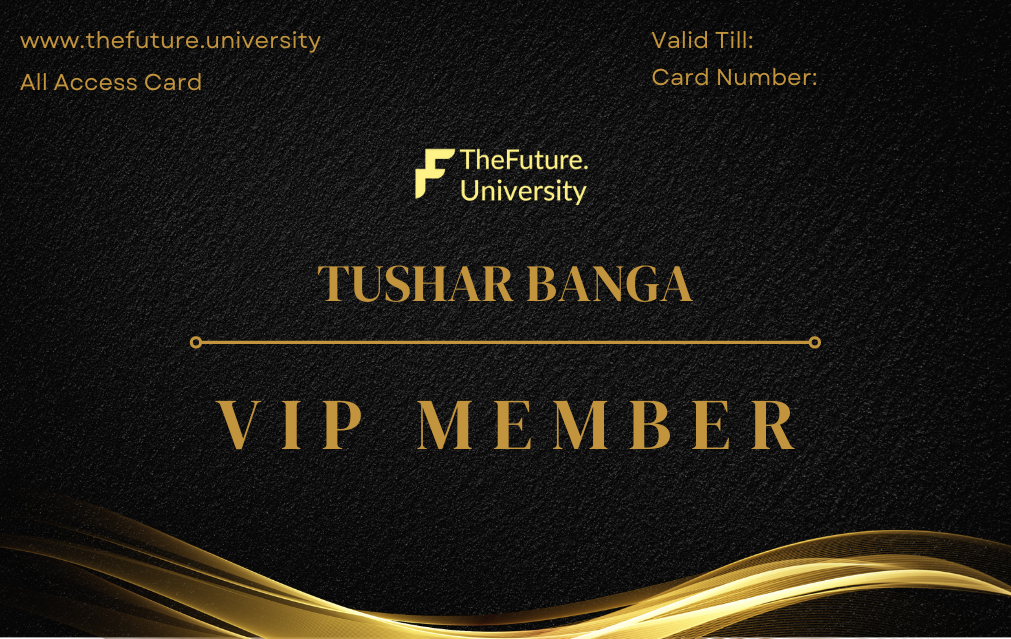 www.thefuture.university
All Access Card
Valid Till:
Card Number:
TheFuture.
University
TUSHAR BANGA
VIP MEMBER